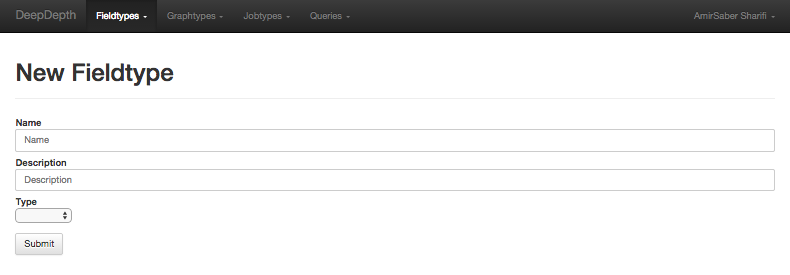 DeepDepth Fieldtypes Graphtypes Jobtypes Queries AmirSaber Sharifi
New Fieldtype
Name
Name
Description
Description
Type
Submit